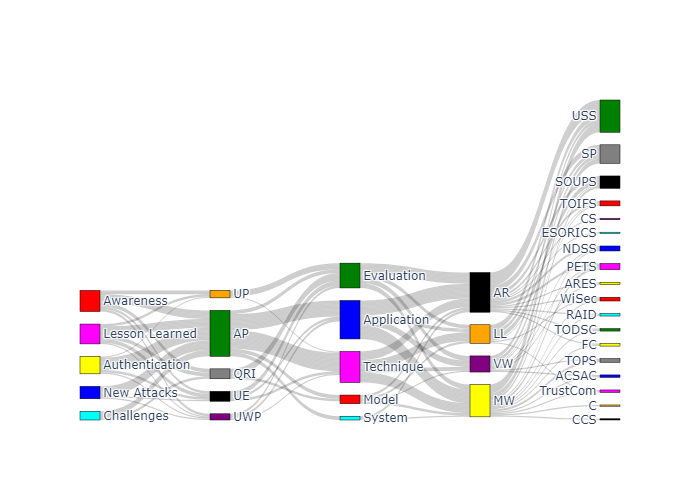 Awareness
Lesson Learned
Authentication
New Attacks
Challenges
UP
AP
QRI
UE
UWP
Evaluation
Application
Technique
Model
System
AR
LL
VW
MW
USS
SP
SOUPS
TOIFS
CS
ESORICS
NDSS
PETS
ARES
WiSec
RAID
TODSC
FC
TOPS
ACSAC
TrustCom
C
CCS